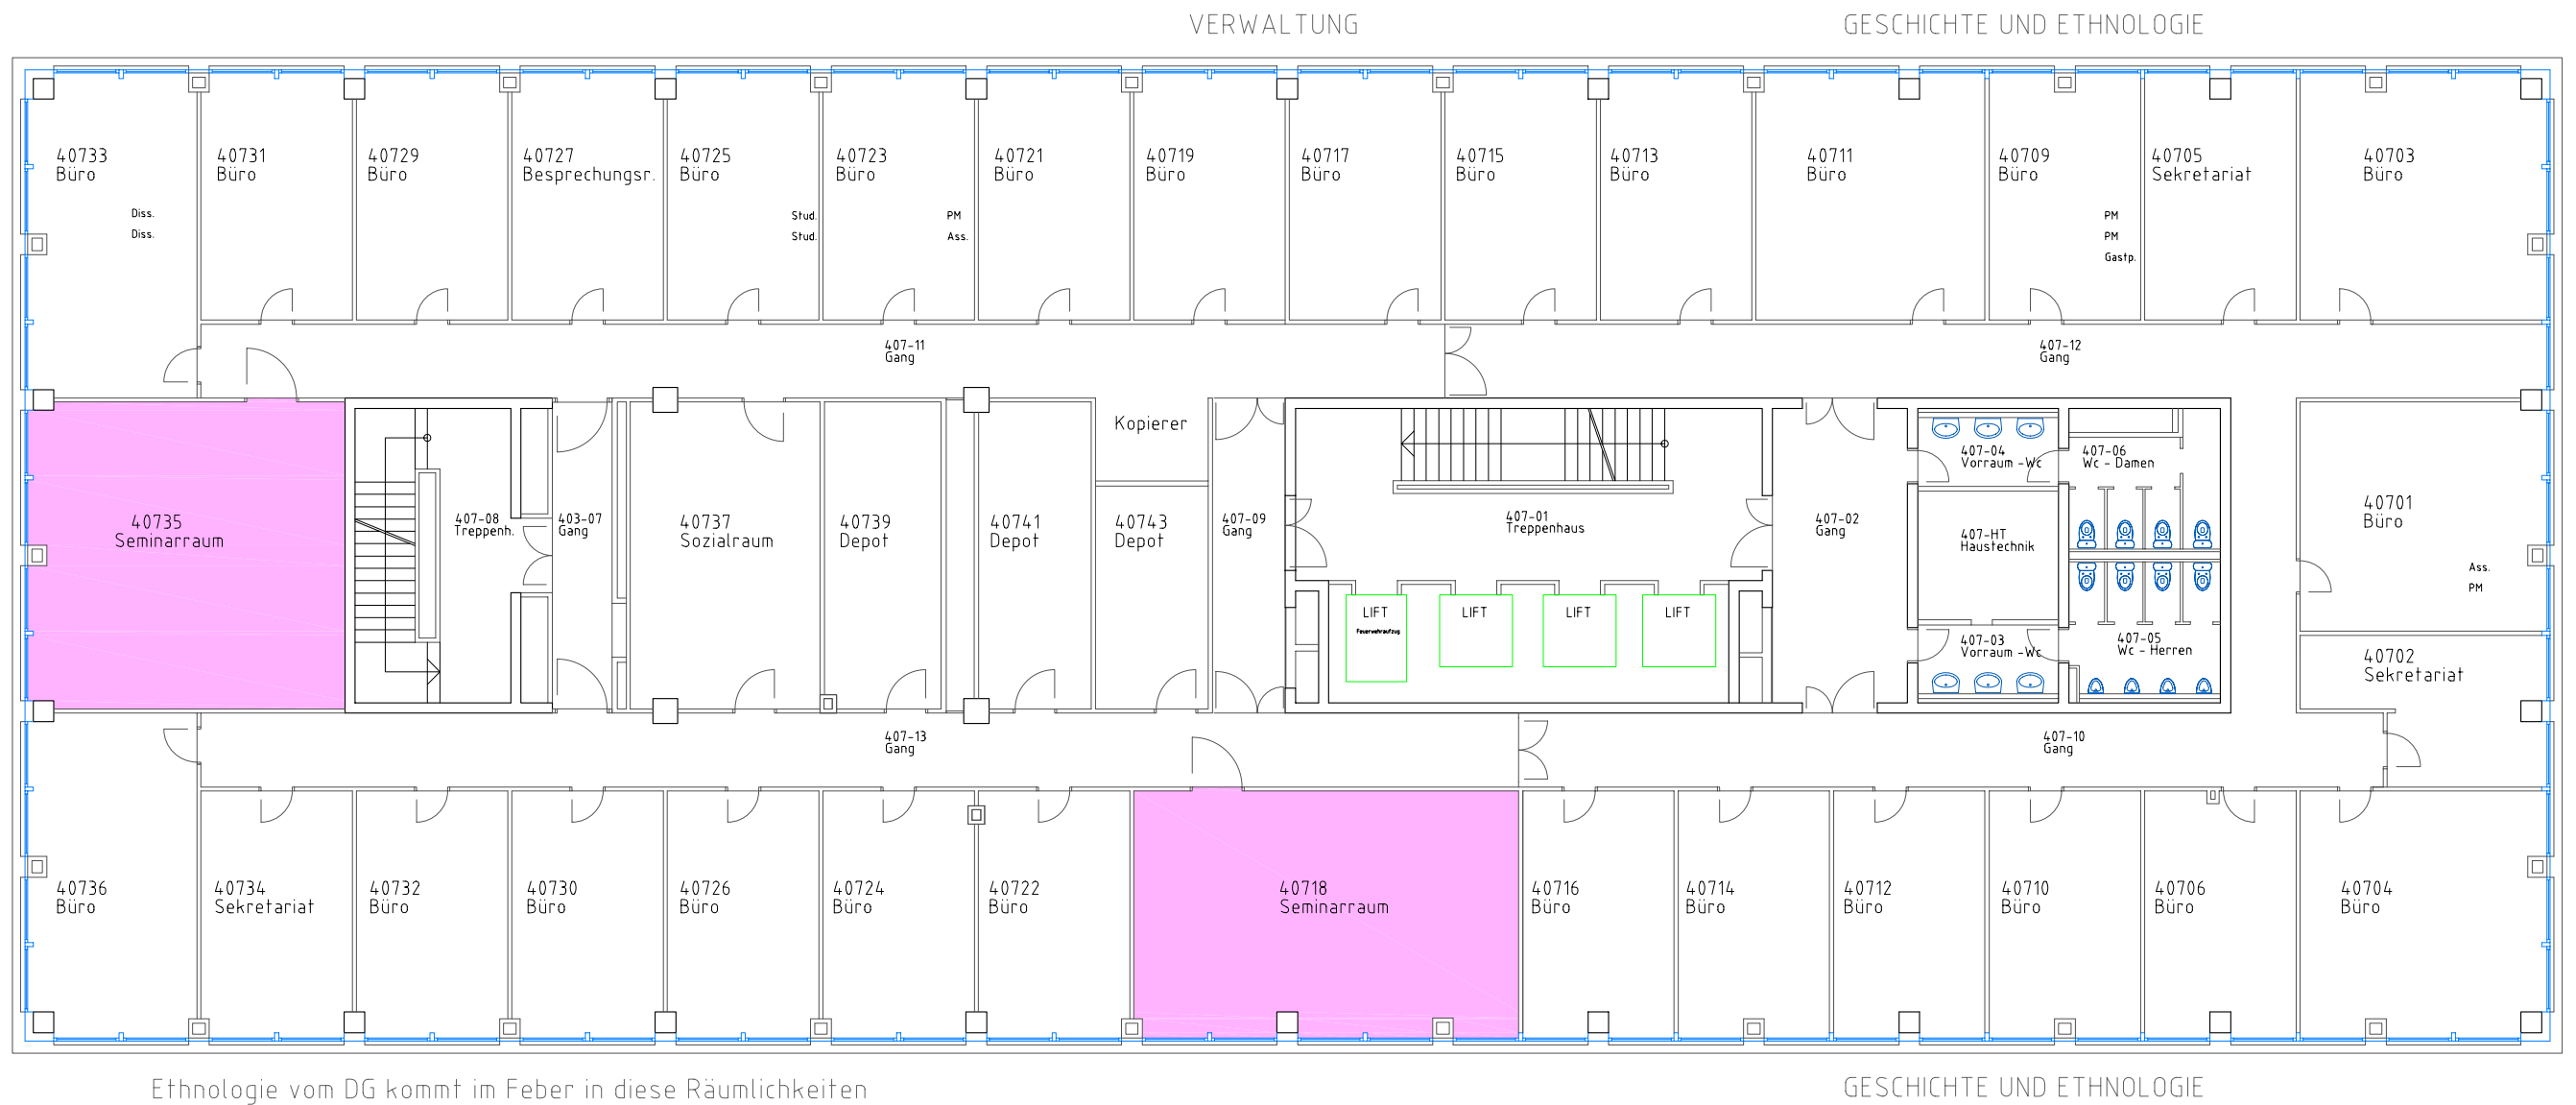 VERWALTUNG
GESCHICHTE UND ETHNOLOGIE
40733
Büro
Diss.
Diss.
40731
Büro
40729
Büro
40727
Besprechungsr.
40725
Büro
Stud.
Stud.
40723
Büro
PM
Ass.
40721
Büro
40719
Büro
40717
Büro
40715
Büro
40713
Büro
40711
Büro
40709
Büro
PM
PM
Gastp.
40705
Sekretariat
40703
Büro
407-11
Gang
407-12
Gang
40735
Seminarraum
407-08
Treppenh.
403-07
Gang
40737
Sozialraum
40739
Depot
40741
Depot
Kopierer
40743
Depot
407-09
Gang
407-01
Treppenhaus
LIFT
Feuerwehraufzug
LIFT
LIFT
LIFT
407-02
Gang
407-04
Vorraum -Wc
407-06
Wc - Damen
407-HT
Haustechnik
407-03
Vorraum -Wc
407-05
Wc - Herren
40701
Büro
Ass.
PM
40702
Sekretariat
407-13
Gang
407-10
Gang
40736
Büro
40734
Sekretariat
40732
Büro
40730
Büro
40726
Büro
40724
Büro
40722
Büro
40718
Seminarraum
40716
Büro
40714
Büro
40712
Büro
40710
Büro
40706
Büro
40704
Büro
Ethnologie vom DG kommt im Feber in diese Räumlichkeiten
GESCHICHTE UND ETHNOLOGIE